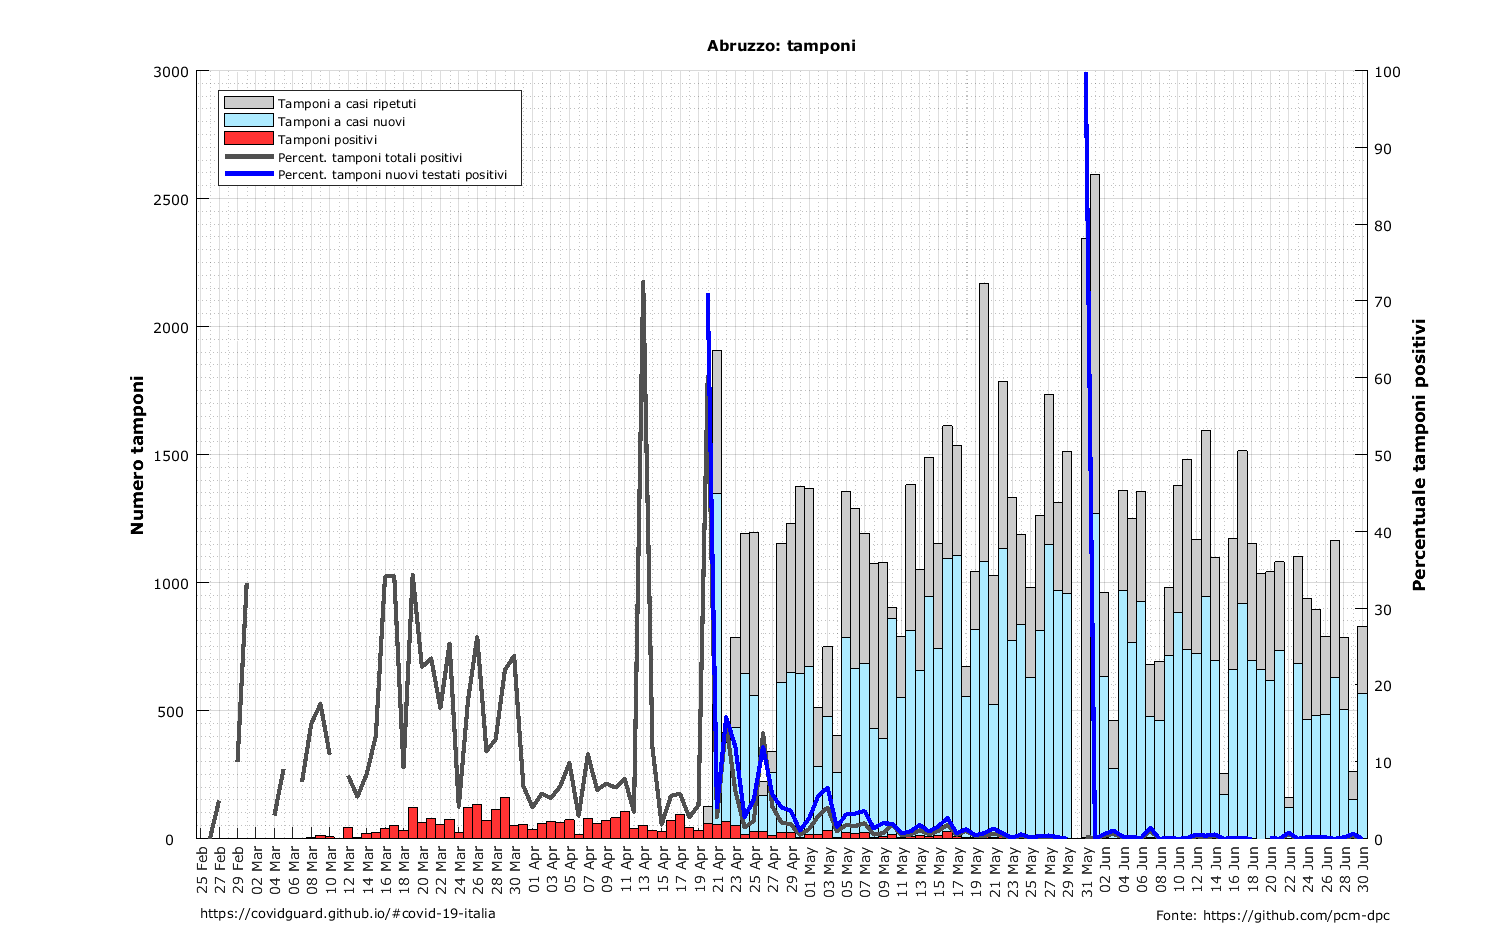 Abruzzo: tamponi
3000
2500
2000
1500
1000
500
0
Numero tamponi
Tamponi a casi ripetuti
Tamponi a casi nuovi
Tamponi positivi
Percent. tamponi totali positivi
Percent. tamponi nuovi testati positivi
100
90
80
70
60
50
40
30
20
10
0
Percentuale tamponi positivi
25 Feb
27 Feb
29 Feb
02 Mar
04 Mar
06 Mar
08 Mar
10 Mar
12 Mar
14 Mar
16 Mar
18 Mar
20 Mar
22 Mar
24 Mar
26 Mar
28 Mar
30 Mar
01 Apr
03 Apr
05 Apr
07 Apr
09 Apr
11 Apr
13 Apr
15 Apr
17 Apr
19 Apr
21 Apr
23 Apr
25 Apr
27 Apr
29 Apr
01 May
03 May
05 May
07 May
09 May
11 May
13 May
15 May
17 May
19 May
21 May
23 May
25 May
27 May
29 May
31 May
02 Jun
04 Jun
06 Jun
08 Jun
10 Jun
12 Jun
14 Jun
16 Jun
18 Jun
20 Jun
22 Jun
24 Jun
26 Jun
28 Jun
30 Jun
https://covidguard.github.io/#covid-19-italia
Fonte: https://github.com/pcm-dpc